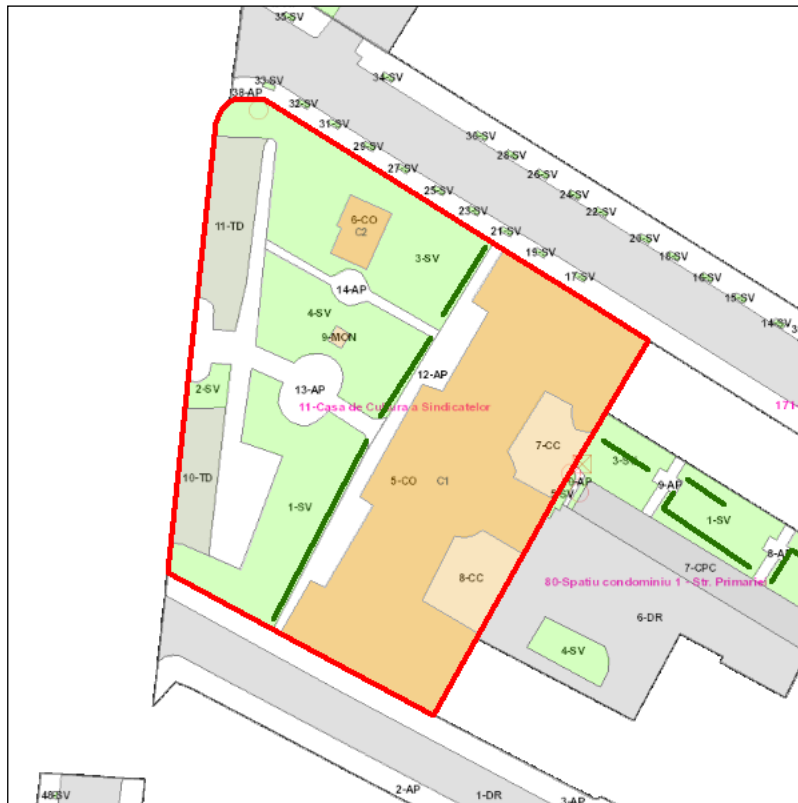 35-SV
34-SV
33-SV
38-AP
32-SV
31-SV
36-SV
29-SV
28-SV
27-SV
26-SV
25-SV
24-SV
23-SV
22-SV
21-SV
20-SV
19-SV
18-SV
17-SV
16-SV
15-SV
14-SV
11-TD
6-CO
C2
3-SV
14-AP
4-SV
9-MON
12-AP
13-AP
2-SV
11-Casa de Cultura a Sindicatelor
171-
7-CC
3-SV
10-TD
5-CO C1
9-AP
5-SV
1-SV
1-SV
8-AP
7-CPC
8-CC
80-Spatiu condominiu 1 - Str. Primariei
6-DR
4-SV
48-SV
2-AP
1-DR
3-AP